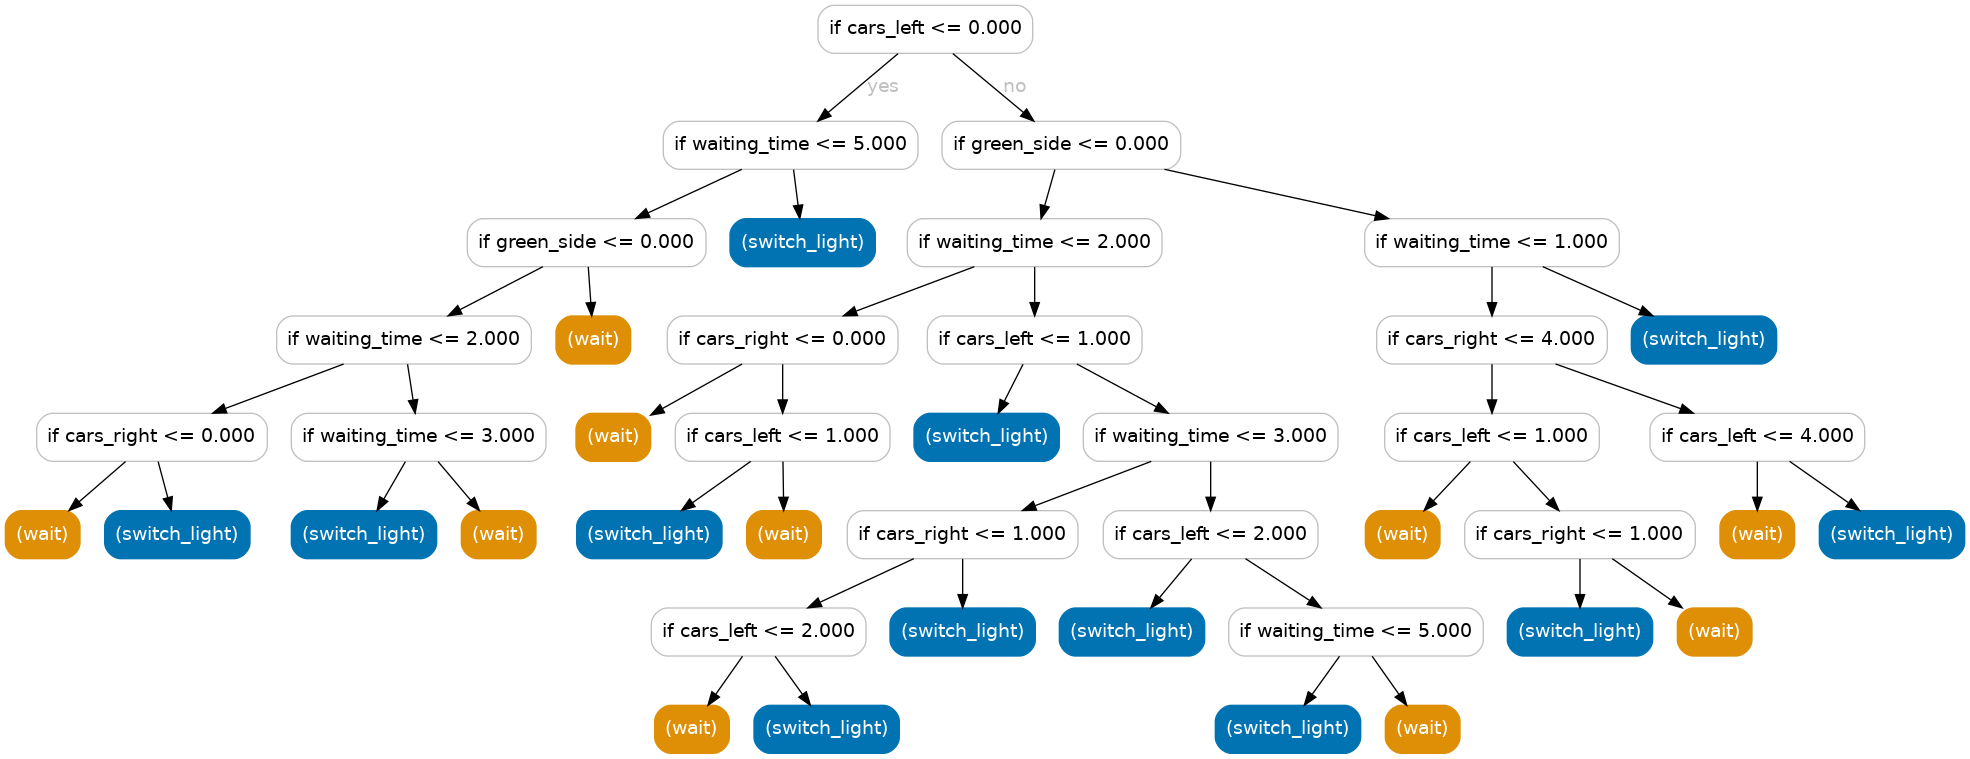 if cars_left <= 0.000
yes
no
if waiting_time <= 5.000
if green_side <= 0.000
if green_side <= 0.000
(switch_light)
if waiting_time <= 2.000
if waiting_time <= 1.000
if waiting_time <= 2.000
(wait)
if cars_right <= 0.000
if cars_left <= 1.000
if cars_right <= 4.000
(switch_light)
if cars_right <= 0.000
if waiting_time <= 3.000
(wait)
if cars_left <= 1.000
(switch_light)
if waiting_time <= 3.000
if cars_left <= 1.000
if cars_left <= 4.000
(wait)
(switch_light)
(switch_light)
(wait)
(switch_light)
(wait)
if cars_right <= 1.000
if cars_left <= 2.000
(wait)
if cars_right <= 1.000
(wait)
(switch_light)
if cars_left <= 2.000
(switch_light)
(switch_light)
if waiting_time <= 5.000
(switch_light)
(wait)
(wait)
(switch_light)
(switch_light)
(wait)